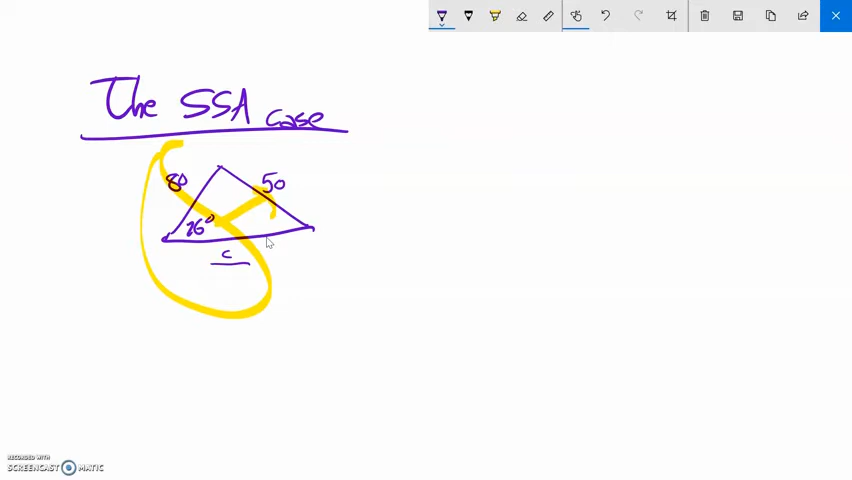 The SSA case
80
50
26°
c
RECORDED WITH
SCREENCAST MATIC